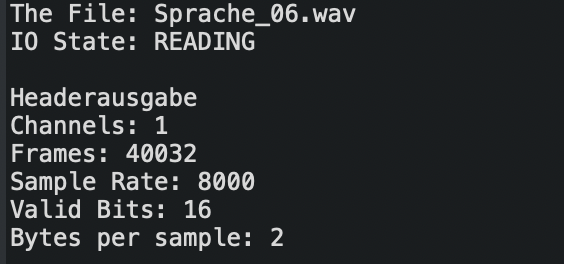 The File: Sprache_06.wav
IO State: READING
Headerausgabe
Channels: 1
Frames: 40032
Sample Rate: 8000
Valid Bits: 16
Bytes per sample: 2